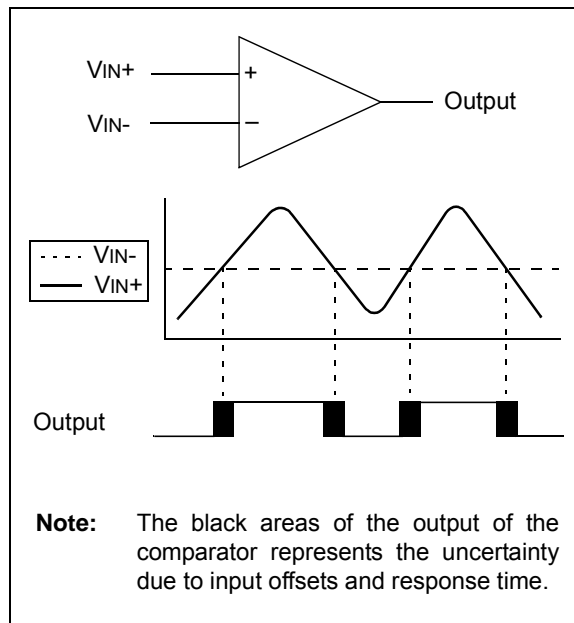 VIN+
+
Output
VIN-
–
VIN-
VIN+
Output
Note: The black areas of the output of the
comparator represents the uncertainty
due to input offsets and response time.